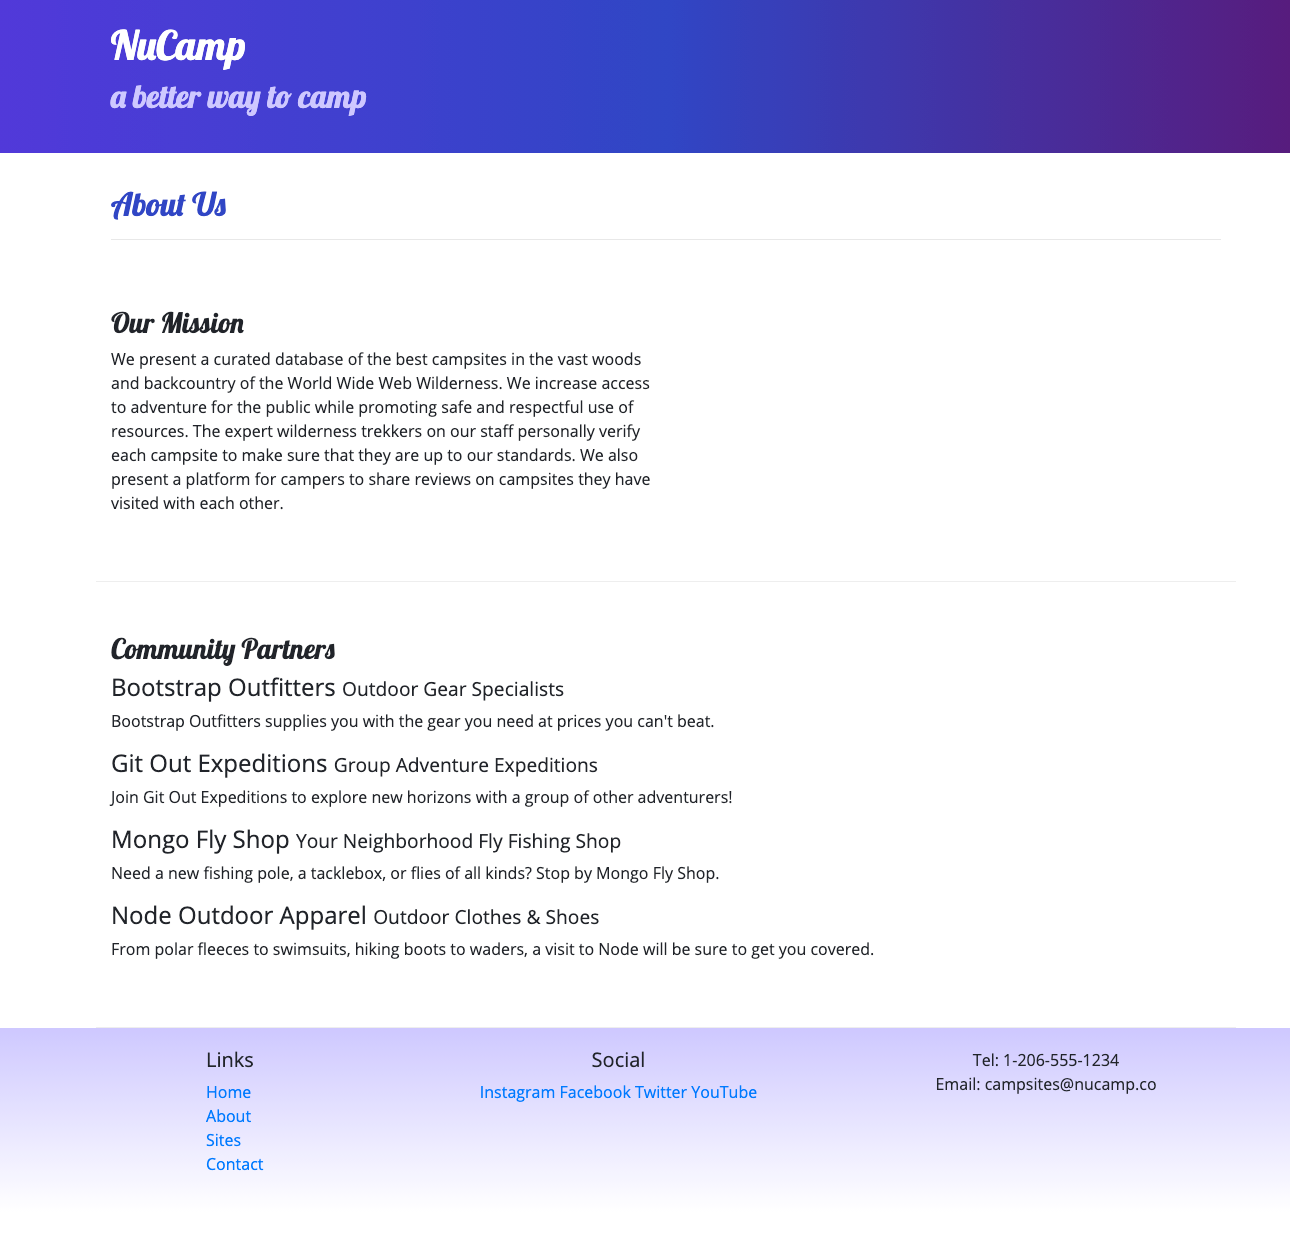 NuCamp
a better way to camp
About Us
Our Mission
We present a curated database of the best campsites in the vast woods
and backcountry of the World Wide Web Wilderness. We increase access
to adventure for the public while promoting safe and respectful use of
resources. The expert wilderness trekkers on our staff personally verify
each campsite to make sure that they are up to our standards. We also
present a platform for campers to share reviews on campsites they have
visited with each other.
Community Partners
Bootstrap Outfitters Outdoor Gear Specialists
Bootstrap Outfitters supplies you with the gear you need at prices you can't beat.
Git Out Expeditions Group Adventure Expeditions
Join Git Out Expeditions to explore new horizons with a group of other adventurers!
Mongo Fly Shop Your Neighborhood Fly Fishing Shop
Need a new fishing pole, a tacklebox, or flies of all kinds? Stop by Mongo Fly Shop.
Node Outdoor Apparel Outdoor Clothes & Shoes
From polar fleeces to swimsuits, hiking boots to waders, a visit to Node will be sure to get you covered.
Links
Home
About
Sites
Contact
Social
Instagram Facebook Twitter YouTube
Tel: 1-206-555-1234
Email: campsites@nucamp.co